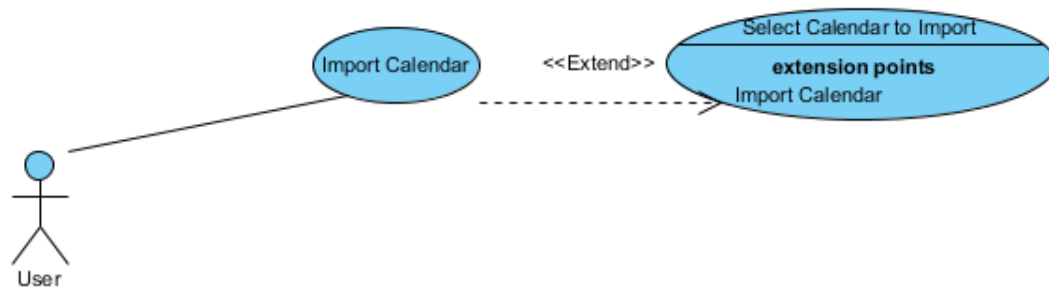 Select Calendar to Import
Import Calendar
<<Extend>>
extension points
Import Calendar
User